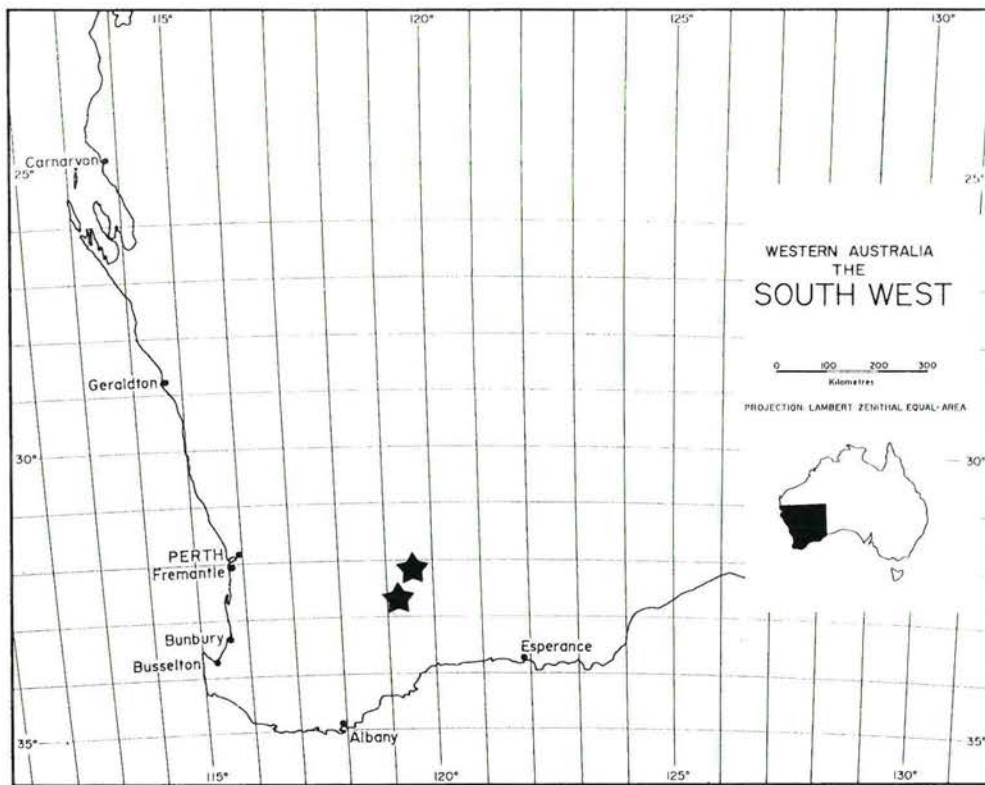 115°
120°
125°
130°
Carnarvon
25°
25°
WESTERN AUSTRALIA
THE
SOUTH WEST
0 100 200 300
Kilometres
PROJECTION: LAMBERT ZENITHAL EQUAL-AREA
Geraldton
30°
30°
PERTH
Fremantle
Bunbury
Busselton
Esperance
Albany
35°
35°
115°
120°
125°
130°